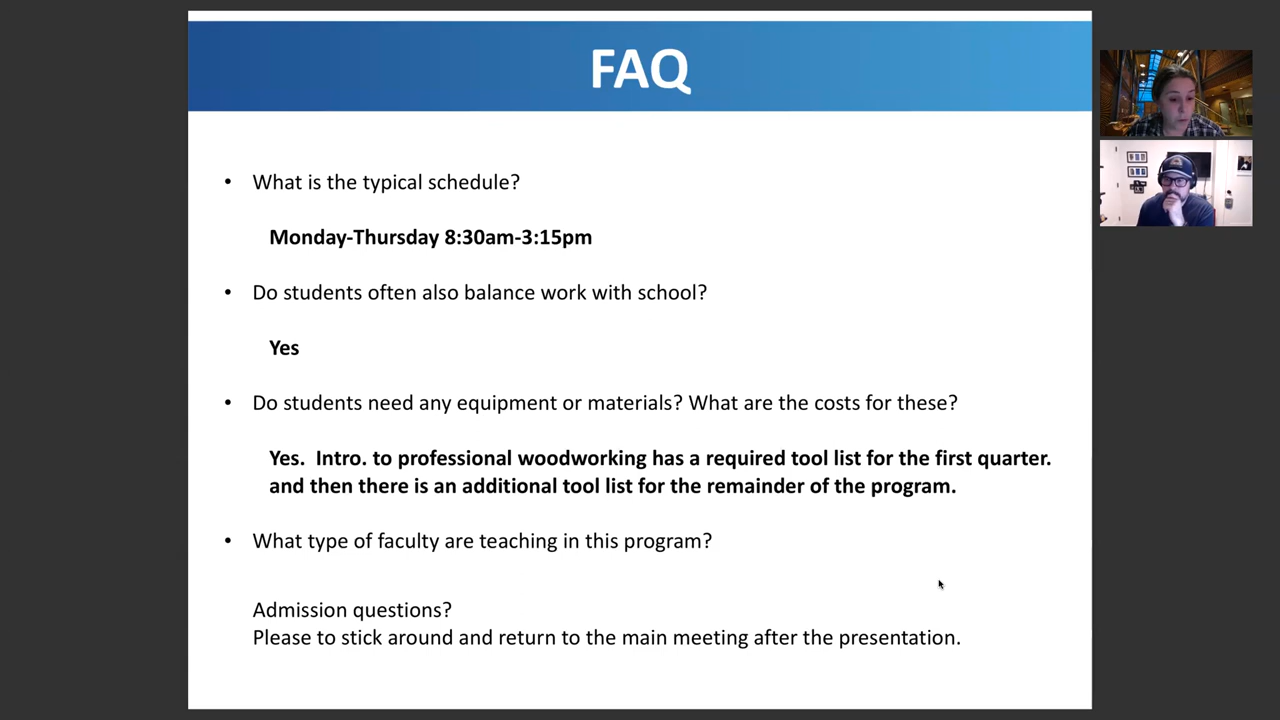 FAQ
• What is the typical schedule?
Monday-Thursday 8:30am-3:15pm
• Do students often also balance work with school?
Yes
• Do students need any equipment or materials? What are the costs for these?
Yes.  Intro. to professional woodworking has a required tool list for the first quarter.
and then there is an additional tool list for the remainder of the program.
• What type of faculty are teaching in this program?
Admission questions?
Please to stick around and return to the main meeting after the presentation.